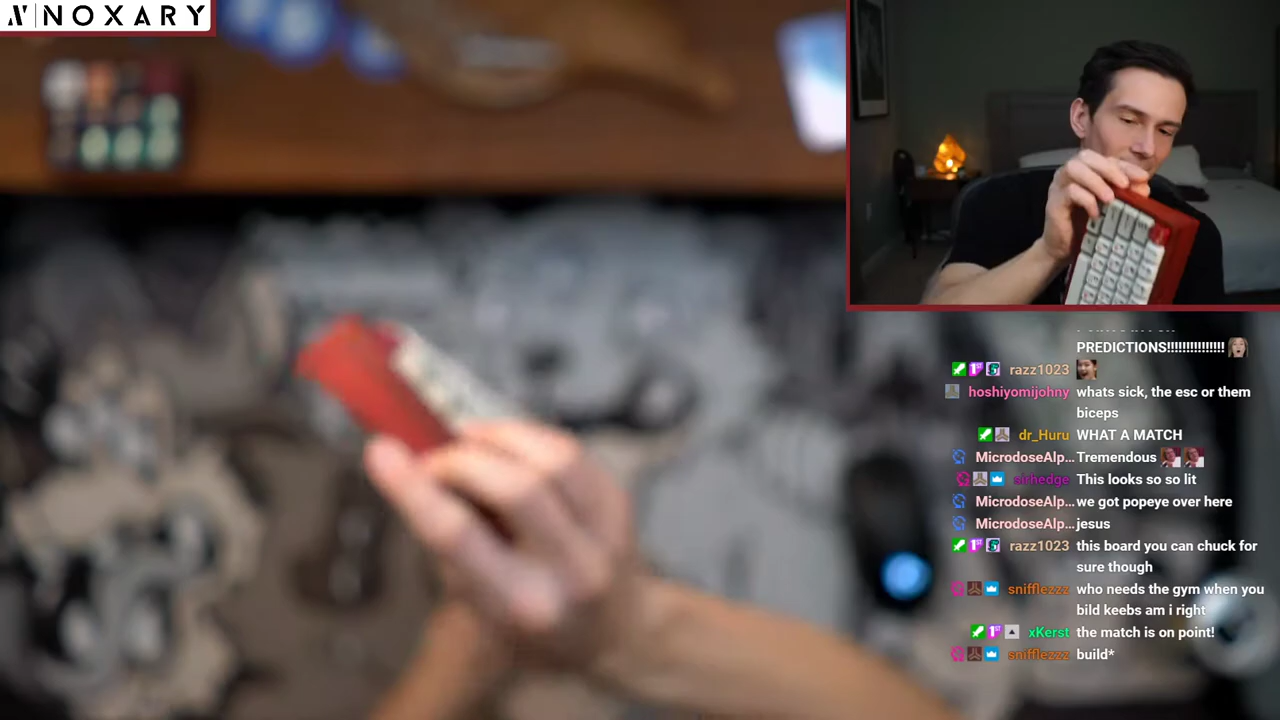 NOXARY
PREDICTIONS!!!!!!!!!!!!!!!
razz1023
hoshiyomijohny whats sick, the esc or them
biceps
dr_Huru WHAT A MATCH
MicrodoseAlp... Tremendous
sirhedge This looks so so lit
MicrodoseAlp... we got popeye over here
MicrodoseAlp... jesus
razz1023 this board you can chuck for
sure though
snifflezzz who needs the gym when you
bild keebs am i right
xKerst the match is on point!
snifflezzz build*